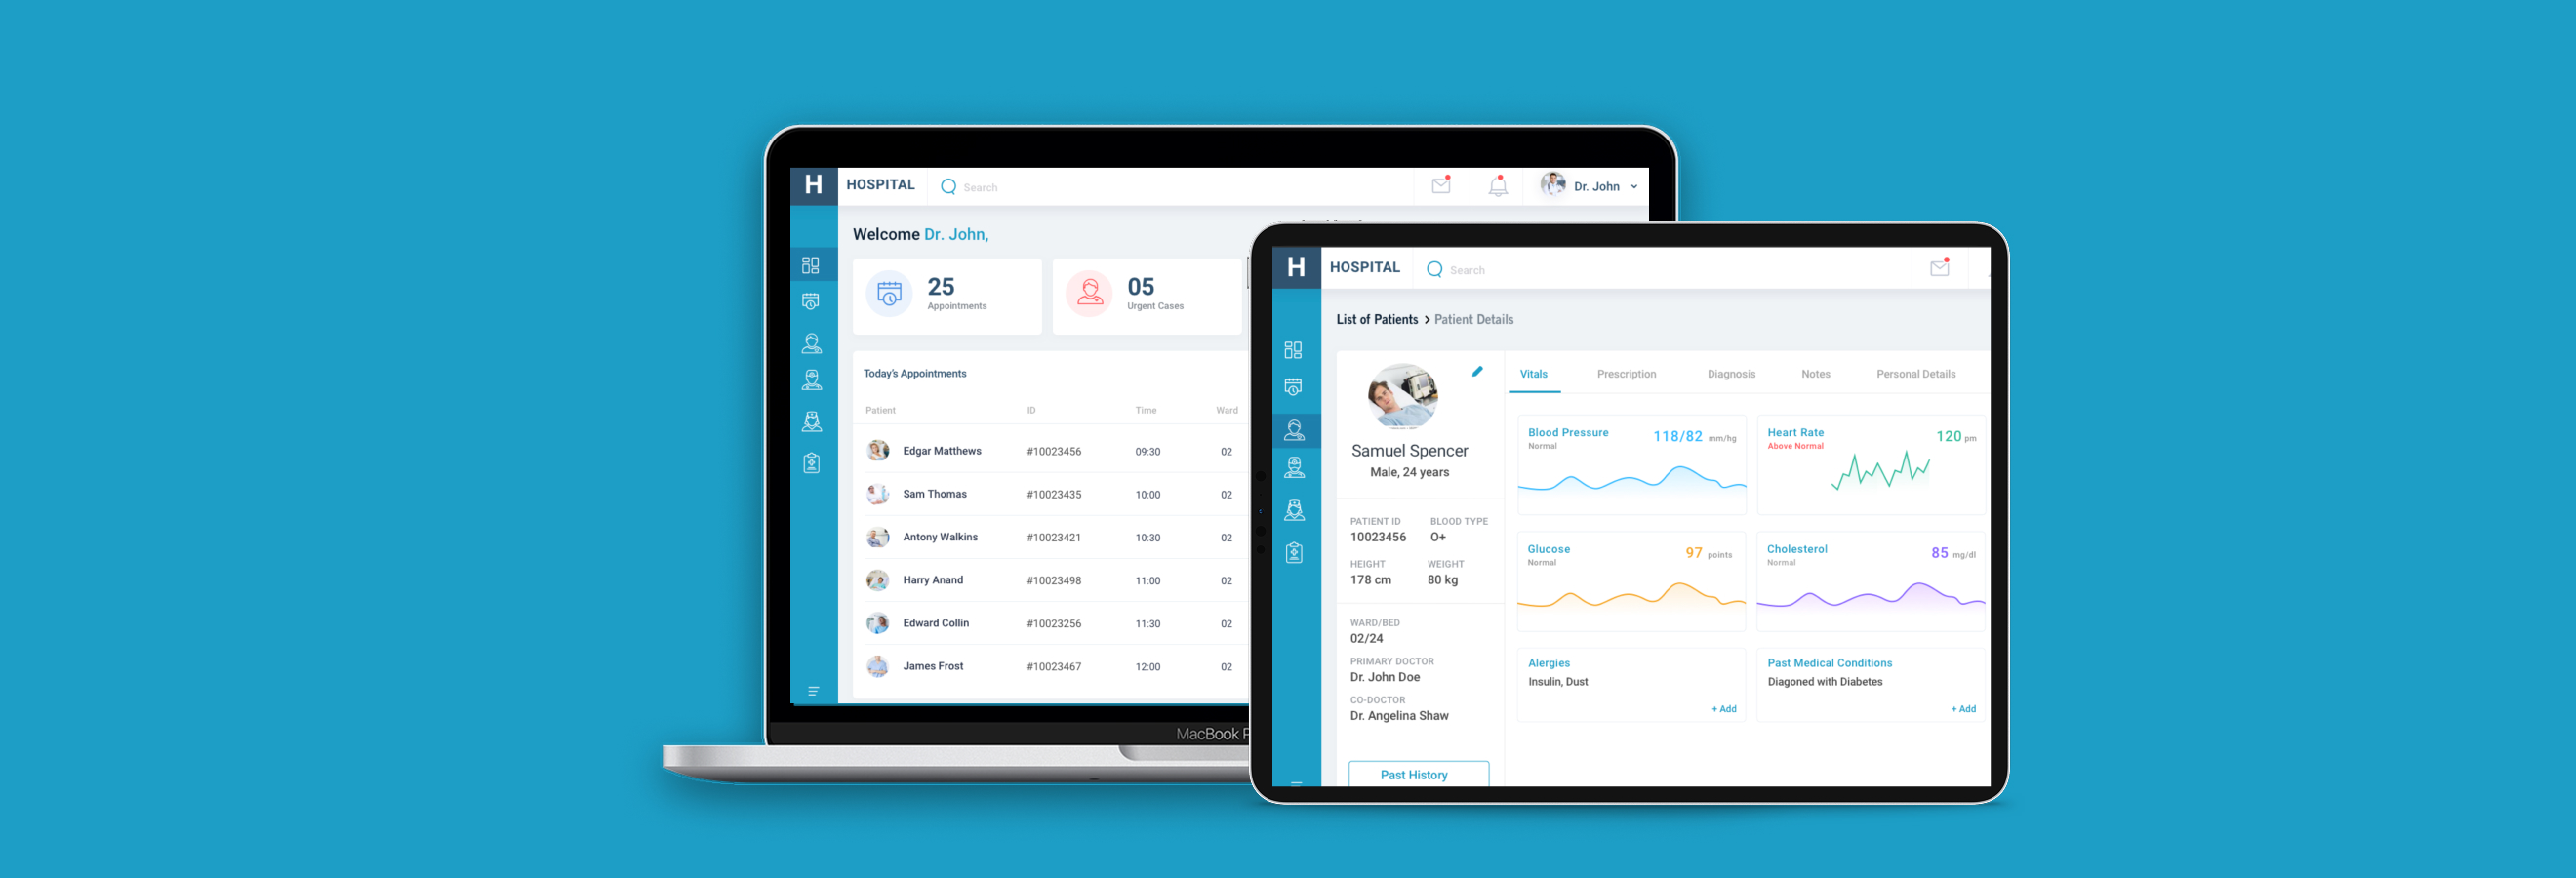 H HOSPITAL Search Dr. John
Welcome Dr. John,
25
Appointments
05
Urgent Cases
Today's Appointments
Patient ID Time Ward
Edgar Matthews #10023456 09:30 02
Sam Thomas #10023435 10:00 02
Antony Walkins #10023421 10:30 02
Harry Anand #10023498 11:00 02
Edward Collin #10023256 11:30 02
James Frost #10023467 12:00 02
MacBook P
H HOSPITAL Search
List of Patients > Patient Details
Samuel Spencer
Male, 24 years
PATIENT ID BLOOD TYPE
10023456 O+
HEIGHT WEIGHT
178 cm 80 kg
WARD/BED
02/24
PRIMARY DOCTOR
Dr. John Doe
CO-DOCTOR
Dr. Angelina Shaw
Past History
Vitals Prescription Diagnosis Notes Personal Details
Blood Pressure 118/82 mm/hg
Normal
Heart Rate 120 pm
Above Normal
Glucose 97 points
Normal
Cholesterol 85 mg/dl
Normal
Alergies
Insulin, Dust
+ Add
Past Medical Conditions
Diagoned with Diabetes
+ Add